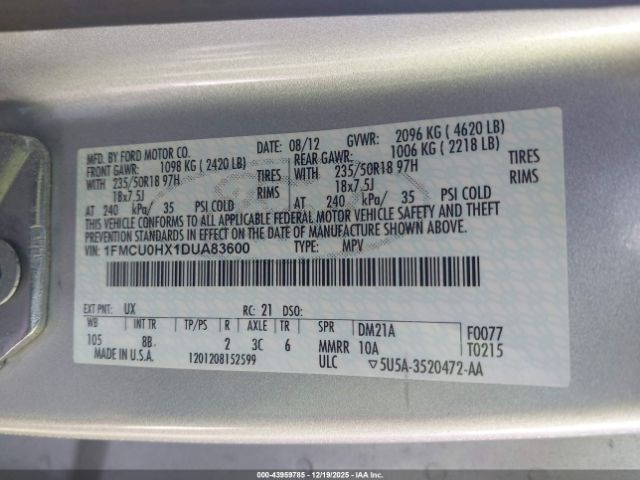 MFD. BY FORD MOTOR CO. DATE: 08/12 GVWR: 2096 KG ( 4620 LB)
FRONT GAWR: 1098 KG ( 2420 LB) REAR GAWR: 1006 KG ( 2218 LB)
WITH 235/50R18 97H TIRES WITH 235/50R18 97H TIRES
18x7.5J RIMS 18x7.5J RIMS
AT 240 kPa/ 35 PSI COLD AT 240 kPa/ 35 PSI COLD
THIS VEHICLE CONFORMS TO ALL APPLICABLE FEDERAL MOTOR VEHICLE SAFETY AND THEFT
PREVENTION STANDARDS IN EFFECT ON THE DATE OF MANUFACTURE SHOWN ABOVE.
VIN: 1FMCU0HX1DUA83600 TYPE: MPV
EXT PNT: UX RC: 21 DSO:
WB INT TR TP/PS R AXLE TR SPR DM21A F0077
105 8B 2 3C 6 MMRR 10A T0215
MADE IN U.S.A. 1201208152599 ULC ▽5U5A-3520472-AA
000-43959785 - 12/19/2025 - IAA Inc.